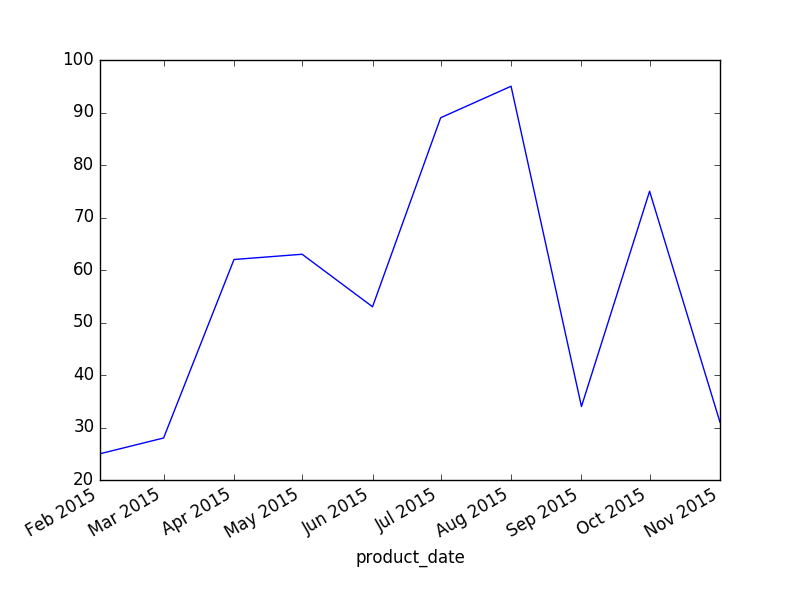 100
90
80
70
60
50
40
30
20
Feb 2015
Mar 2015
Apr 2015
May 2015
Jun 2015
Jul 2015
Aug 2015
Sep 2015
Oct 2015
Nov 2015
product_date